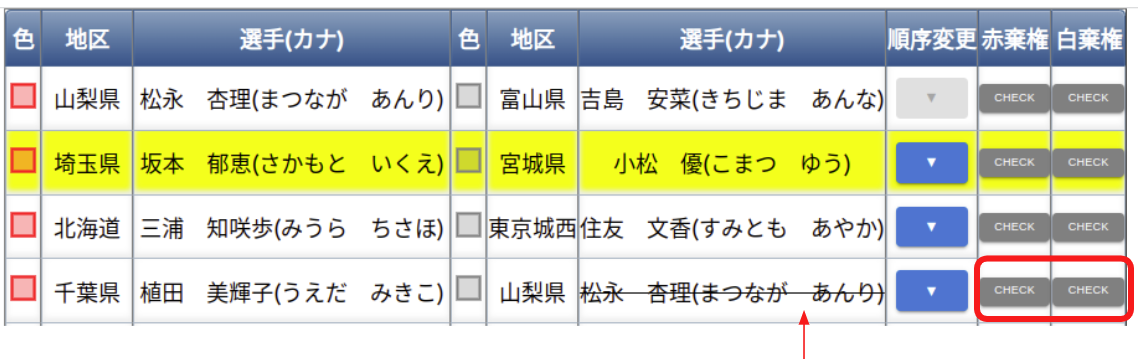 色 地区 選手(カナ) 色 地区 選手(カナ) 順序変更 赤棄権 白棄権
山梨県 松永　杏理(まつなが　あんり) 富山県 吉島　安菜(きちじま　あんな) ▼ CHECK CHECK
埼玉県 坂本　郁恵(さかもと　いくえ) 宮城県 小松　優(こまつ　ゆう) ▼ CHECK CHECK
北海道 三浦　知咲歩(みうら　ちさほ) 東京城西 住友　文香(すみとも　あやか) ▼ CHECK CHECK
千葉県 植田　美輝子(うえだ　みきこ) 山梨県 松永　杏理(まつなが　あんり) ▼ CHECK CHECK